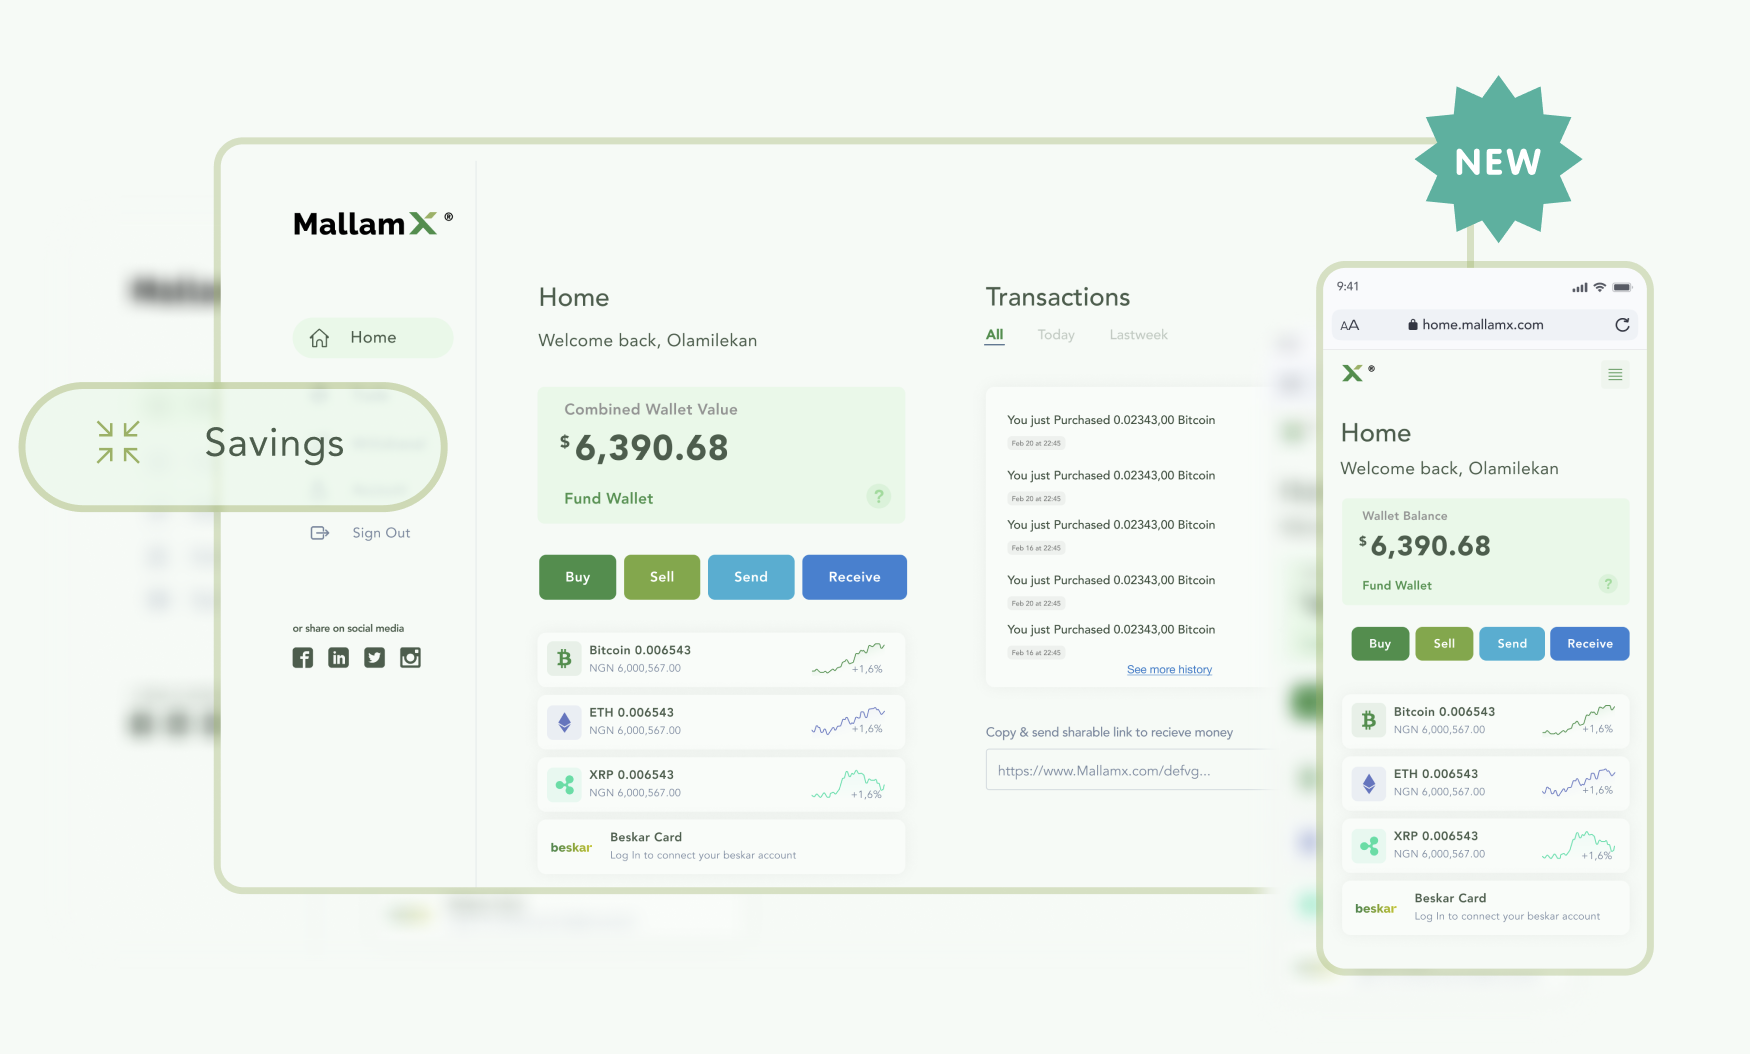 NEW
MallamX®
Home
Savings
Sign Out
or share on social media
Home
Welcome back, Olamilekan
Combined Wallet Value
$6,390.68
Fund Wallet
?
Buy
Sell
Send
Receive
Bitcoin 0.006543
NGN 6,000,567.00
+1,6%
ETH 0.006543
NGN 6,000,567.00
+1,6%
XRP 0.006543
NGN 6,000,567.00
+1,6%
beskar
Beskar Card
Log In to connect your beskar account
Transactions
All
Today
Lastweek
You just Purchased 0.02343,00 Bitcoin
Feb 20 at 22:45
You just Purchased 0.02343,00 Bitcoin
Feb 20 at 22:45
You just Purchased 0.02343,00 Bitcoin
Feb 16 at 22:45
You just Purchased 0.02343,00 Bitcoin
Feb 20 at 22:45
You just Purchased 0.02343,00 Bitcoin
Feb 16 at 22:45
See more history
Copy & send sharable link to recieve money
https://www.Mallamx.com/defvg...
9:41
AA
home.mallamx.com
X®
Home
Welcome back, Olamilekan
Wallet Balance
$6,390.68
Fund Wallet
?
Buy
Sell
Send
Receive
Bitcoin 0.006543
NGN 6,000,567.00
+1,6%
ETH 0.006543
NGN 6,000,567.00
+1,6%
XRP 0.006543
NGN 6,000,567.00
+1,6%
beskar
Beskar Card
Log In to connect your beskar account